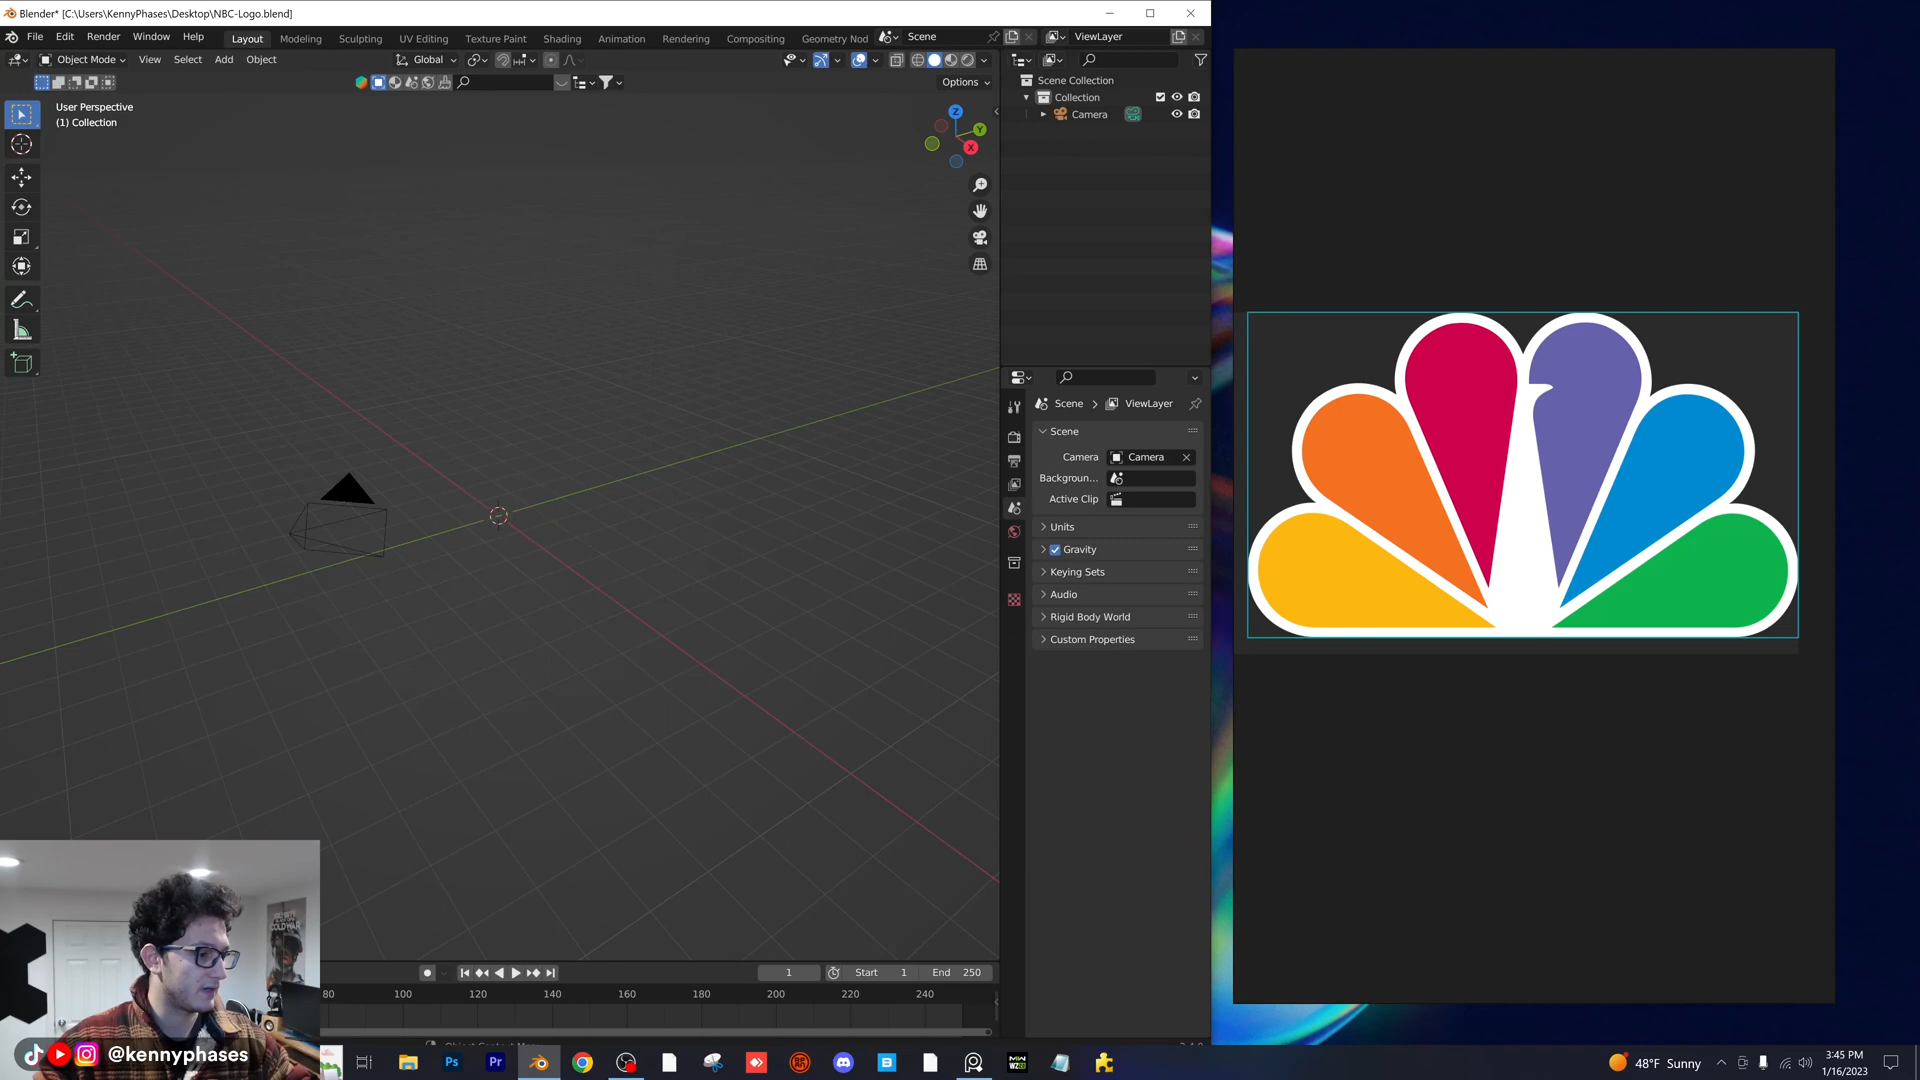 Blender* [C:\Users\KennyPhases\Desktop\NBC-Logo.blend]
File Edit Render Window Help
Layout Modeling Sculpting UV Editing Texture Paint Shading Animation Rendering Compositing Geometry Nod
Scene ViewLayer
Object Mode View Select Add Object Global
Options
User Perspective
(1) Collection
Z
Y
X
Scene Collection
Collection
Camera
Scene > ViewLayer
Scene
Camera Camera
Backgroun...
Active Clip
Units
Gravity
Keying Sets
Audio
Rigid Body World
Custom Properties
COLD WAR
1 Start 1 End 250
80 100 120 140 160 180 200 220 240
@kennyphases
Ps Pr
48°F Sunny
3:45 PM
1/16/2023